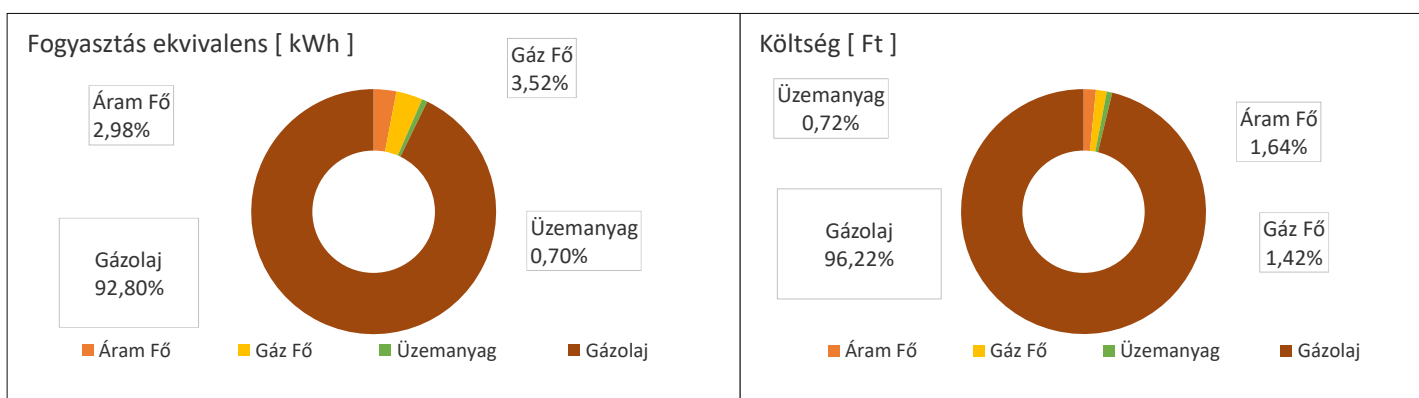 Fogyasztás ekvivalens [ kWh ]
Gáz Fő
3,52%
Áram Fő
2,98%
Üzemanyag
0,70%
Gázolaj
92,80%
Áram Fő
Gáz Fő
Üzemanyag
Gázolaj
Költség [ Ft ]
Üzemanyag
0,72%
Áram Fő
1,64%
Gázolaj
96,22%
Gáz Fő
1,42%
Áram Fő
Gáz Fő
Üzemanyag
Gázolaj